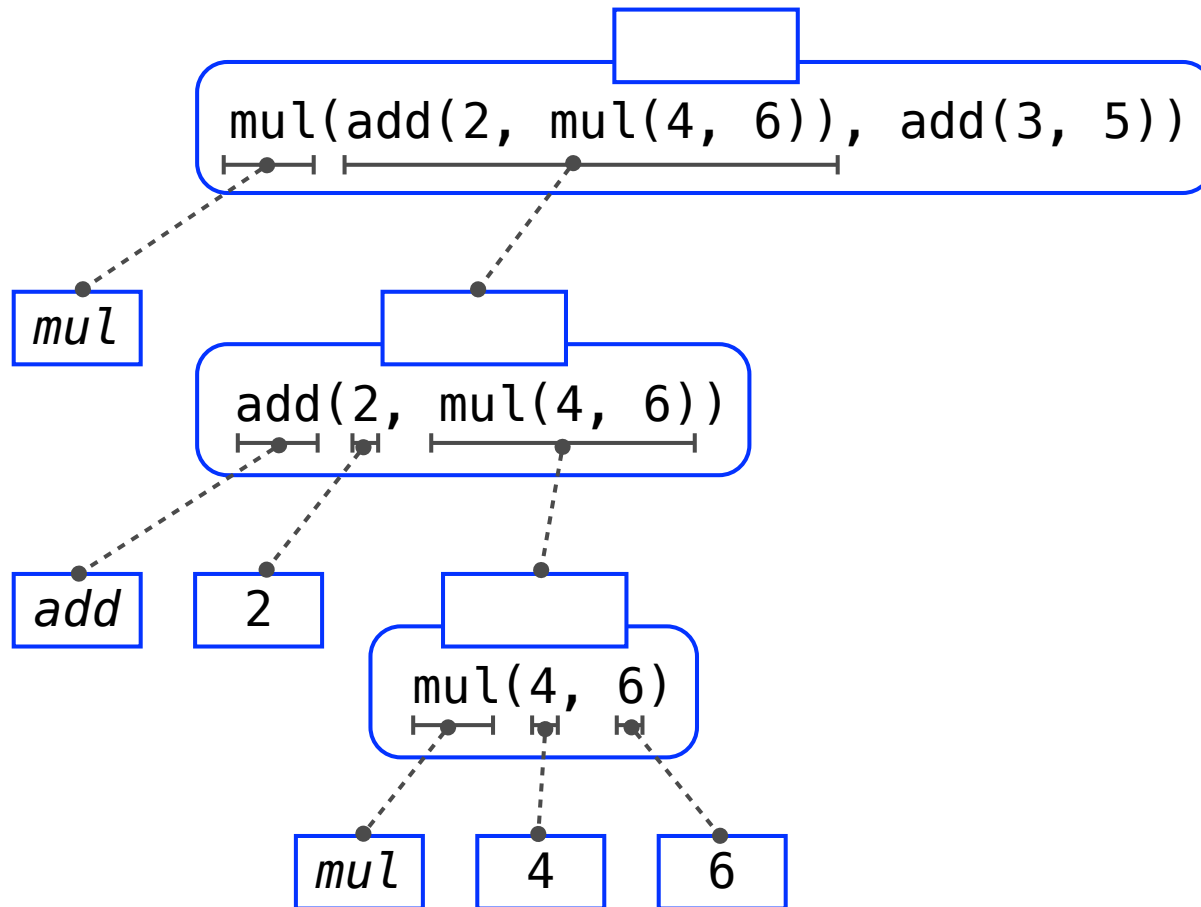 mul(add(2, mul(4, 6)), add(3, 5))
mul
add(2, mul(4, 6))
add
2
mul(4, 6)
mul
4
6